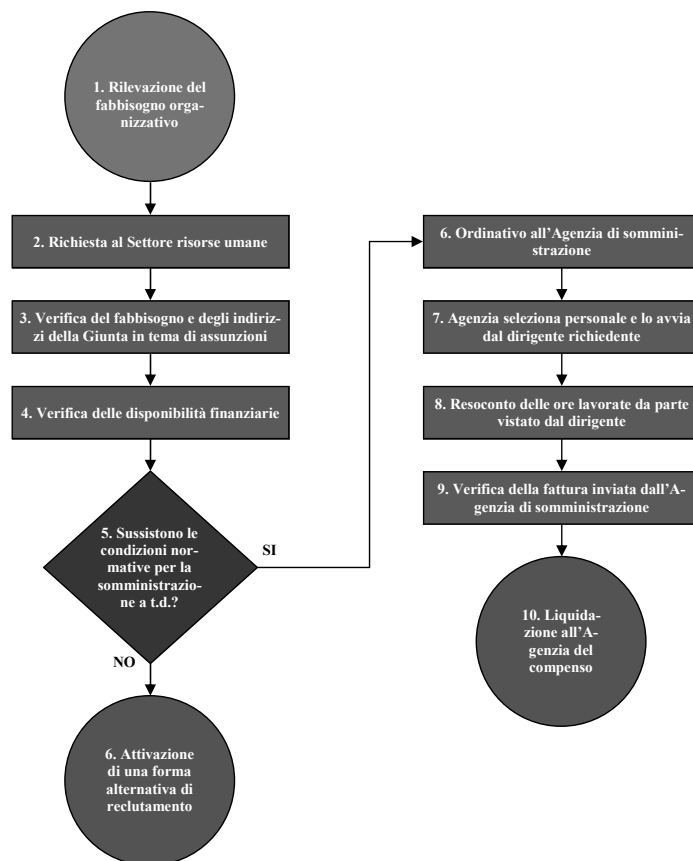 1. Rilevazione del
fabbisogno orga-
nizzativo
2. Richiesta al Settore risorse umane
3. Verifica del fabbisogno e degli indiriz-
zi della Giunta in tema di assunzioni
4. Verifica delle disponibilità finanziarie
5. Sussistono le
condizioni nor-
mative per la
somministrazio-
ne a t.d.?
SI
NO
6. Attivazione
di una forma
alternativa di
reclutamento
6. Ordinativo all’Agenzia di sommini-
strazione
7. Agenzia seleziona personale e lo avvia
dal dirigente richiedente
8. Resoconto delle ore lavorate da parte
vistato dal dirigente
9. Verifica della fattura inviata dall’A-
genzia di somministrazione
10. Liquida-
zione all’A-
genzia del
compenso